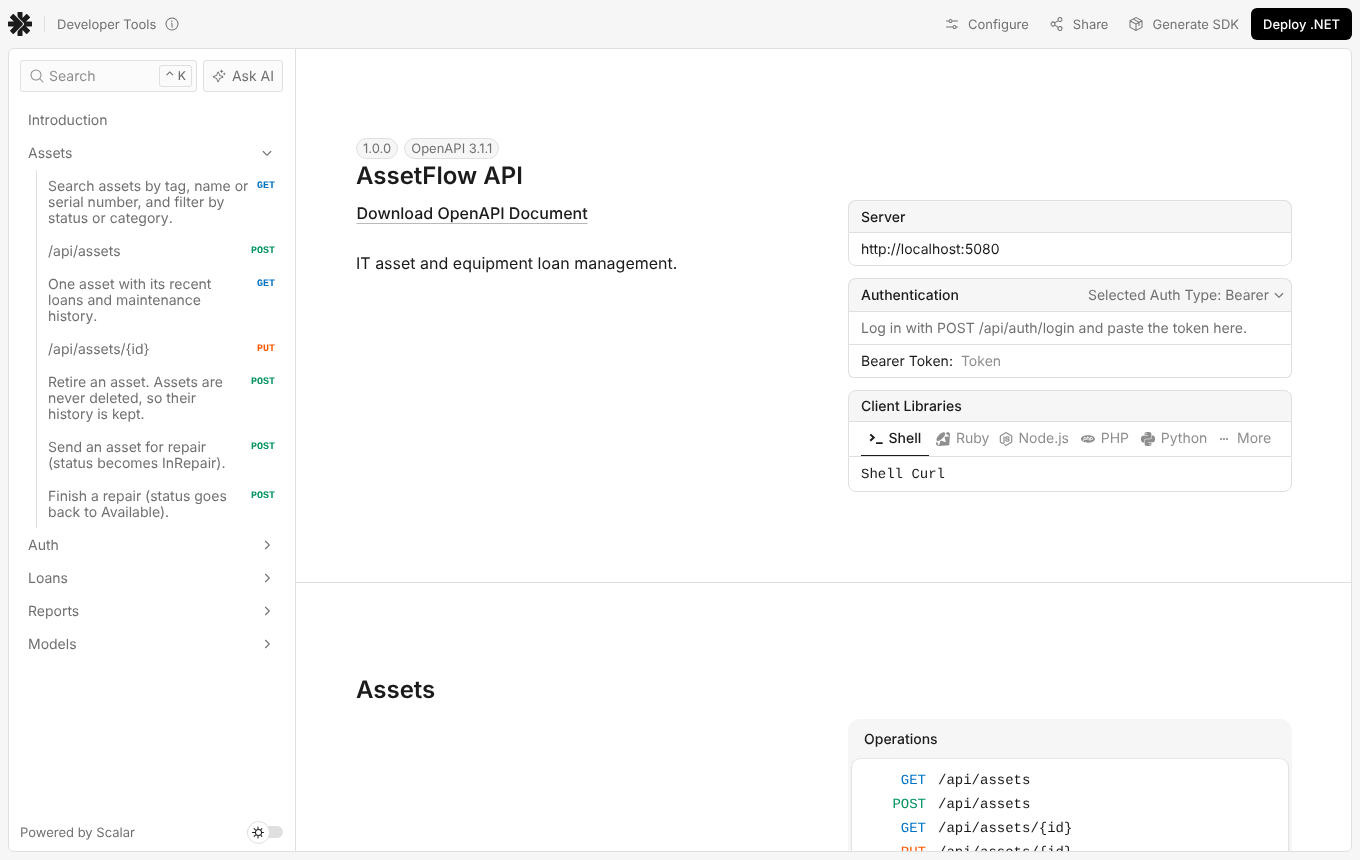 Developer Tools
Configure
Share
Generate SDK
Deploy .NET
Search
^ K
Ask AI
Introduction
Assets
Search assets by tag, name or GET
serial number, and filter by
status or category.
/api/assets POST
One asset with its recent GET
loans and maintenance
history.
/api/assets/{id} PUT
Retire an asset. Assets are POST
never deleted, so their
history is kept.
Send an asset for repair POST
(status becomes InRepair).
Finish a repair (status goes POST
back to Available).
Auth
Loans
Reports
Models
Powered by Scalar
1.0.0 OpenAPI 3.1.1
AssetFlow API
Download OpenAPI Document
IT asset and equipment loan management.
Server
http://localhost:5080
Authentication Selected Auth Type: Bearer
Log in with POST /api/auth/login and paste the token here.
Bearer Token: Token
Client Libraries
Shell Ruby Node.js PHP Python More
Shell Curl
Assets
Operations
GET /api/assets
POST /api/assets
GET /api/assets/{id}
PUT /api/assets/{id}